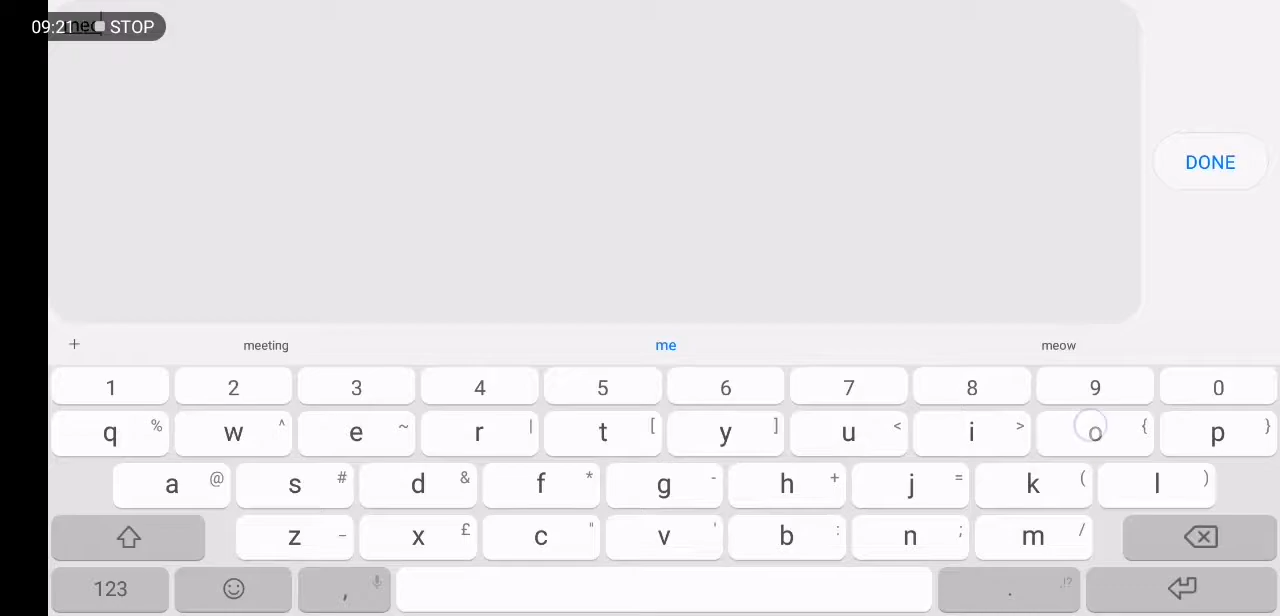 09:21 STOP
DONE
+ meeting me meow
1 2 3 4 5 6 7 8 9 0
q % w ^ e ~ r | t [ y ] u < i > o { p }
a @ s # d & f * g - h + j = k ( l )
z _ x £ c " v ' b : n ; m /
123 , . .!?